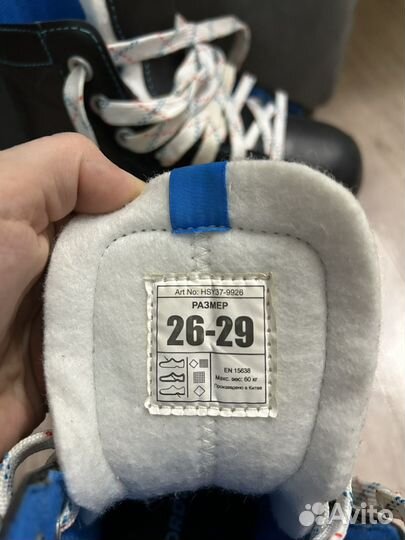 Art No: HSY37-9926
РАЗМЕР
26-29
EN 15638
Макс. вес: 60 кг
Произведено в Китае
Avito